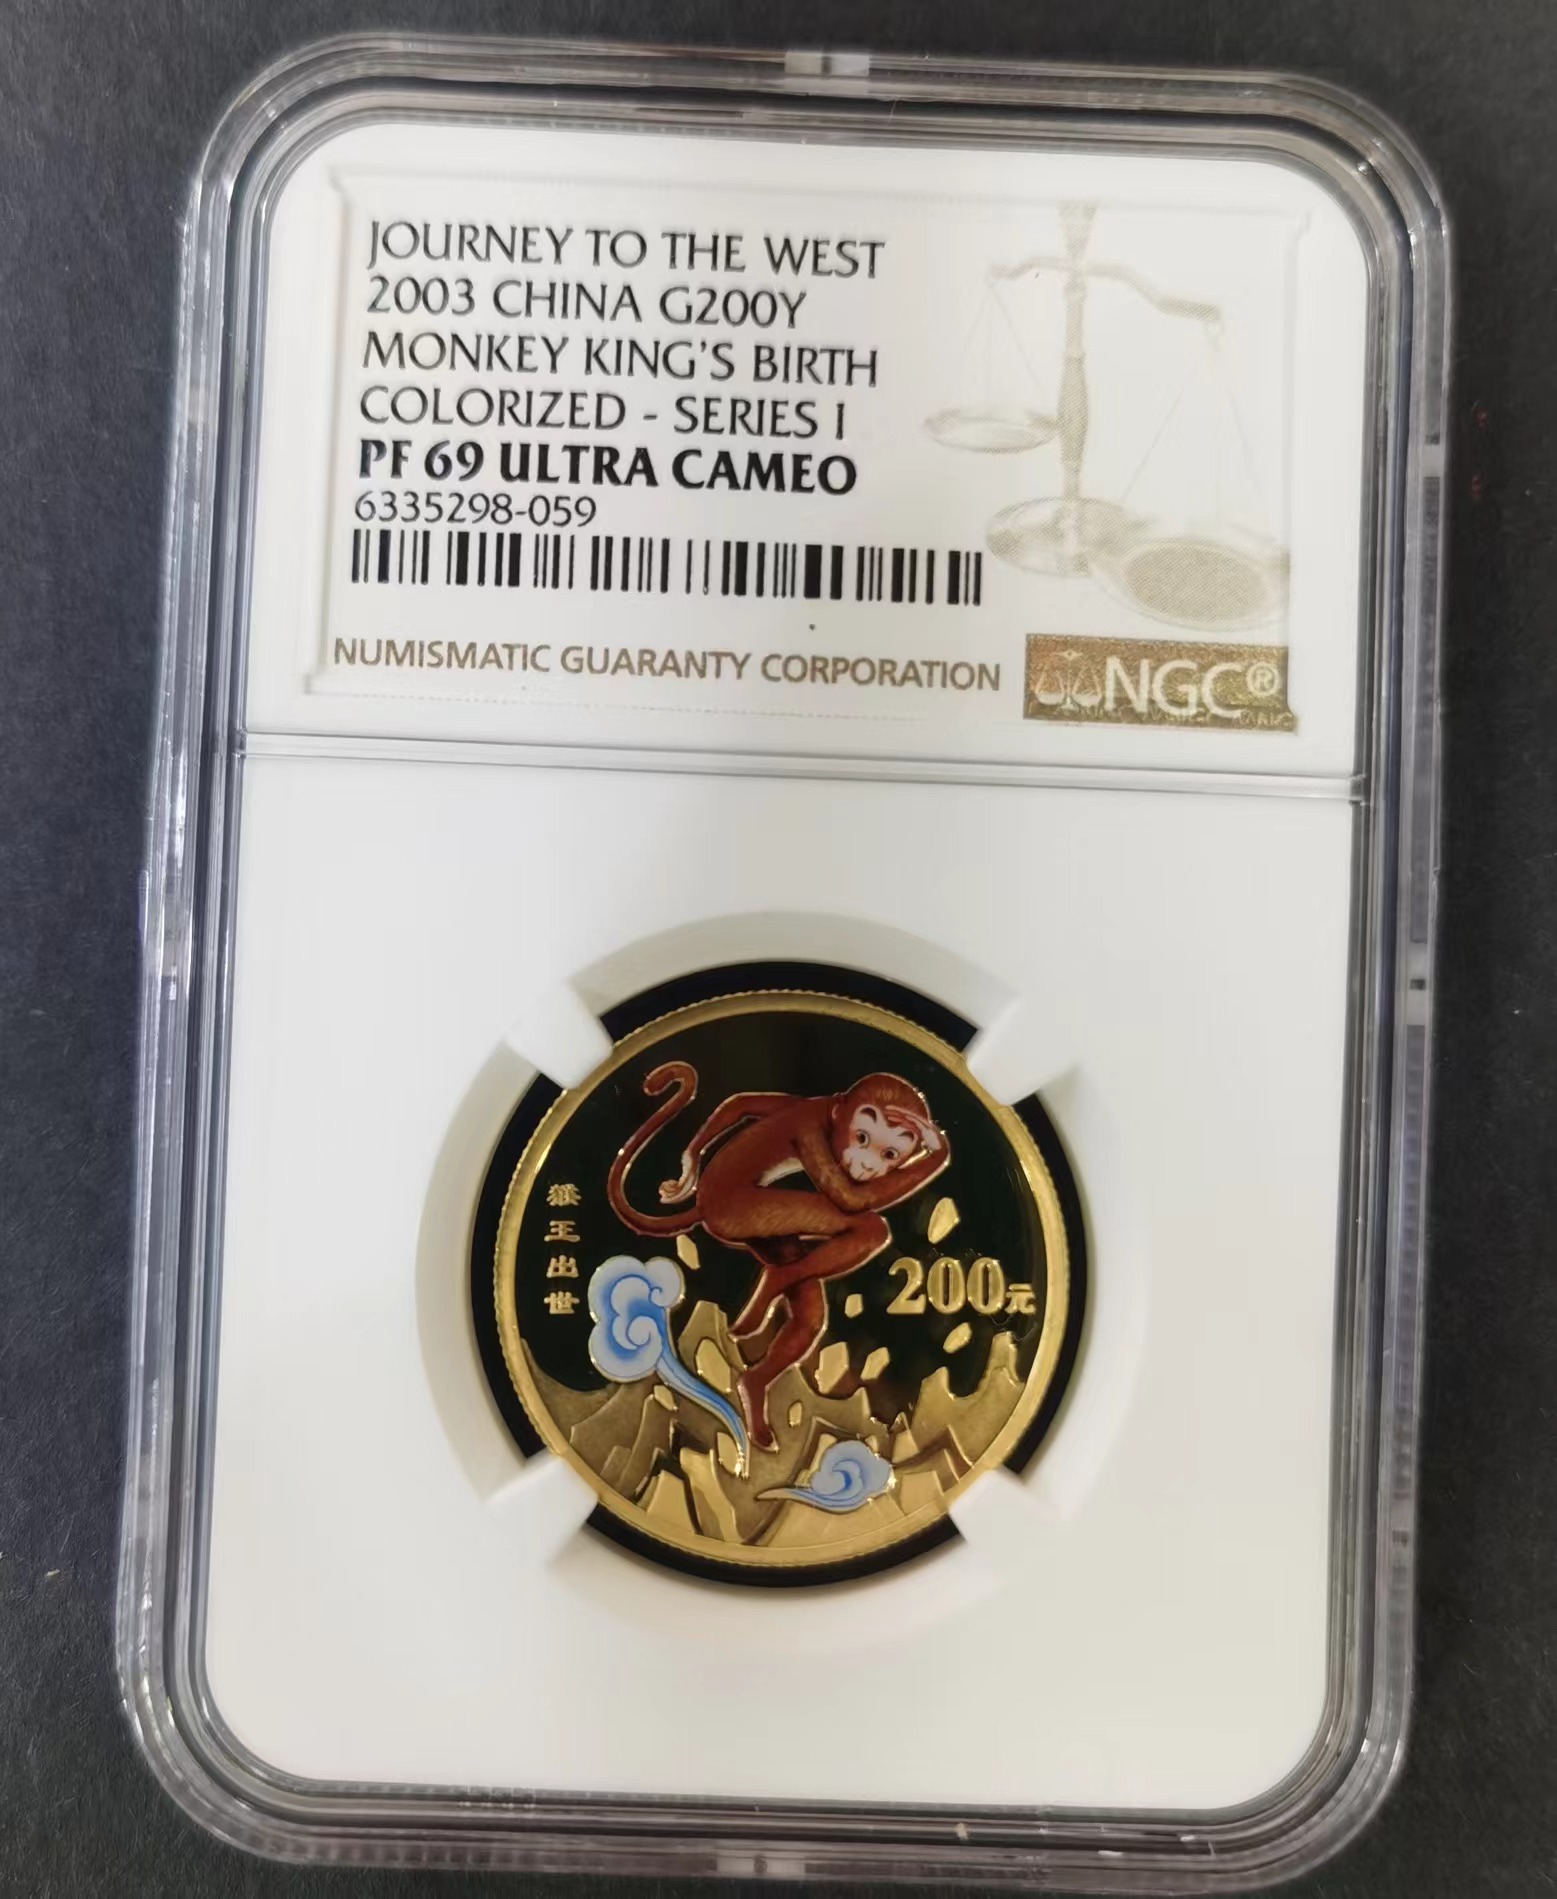 JOURNEY TO THE WEST
2003 CHINA G200Y
MONKEY KING'S BIRTH
COLORIZED - SERIES I
PF 69 ULTRA CAMEO
6335298-059
NUMISMATIC GUARANTY CORPORATION
NGC®
猴王出世
200元